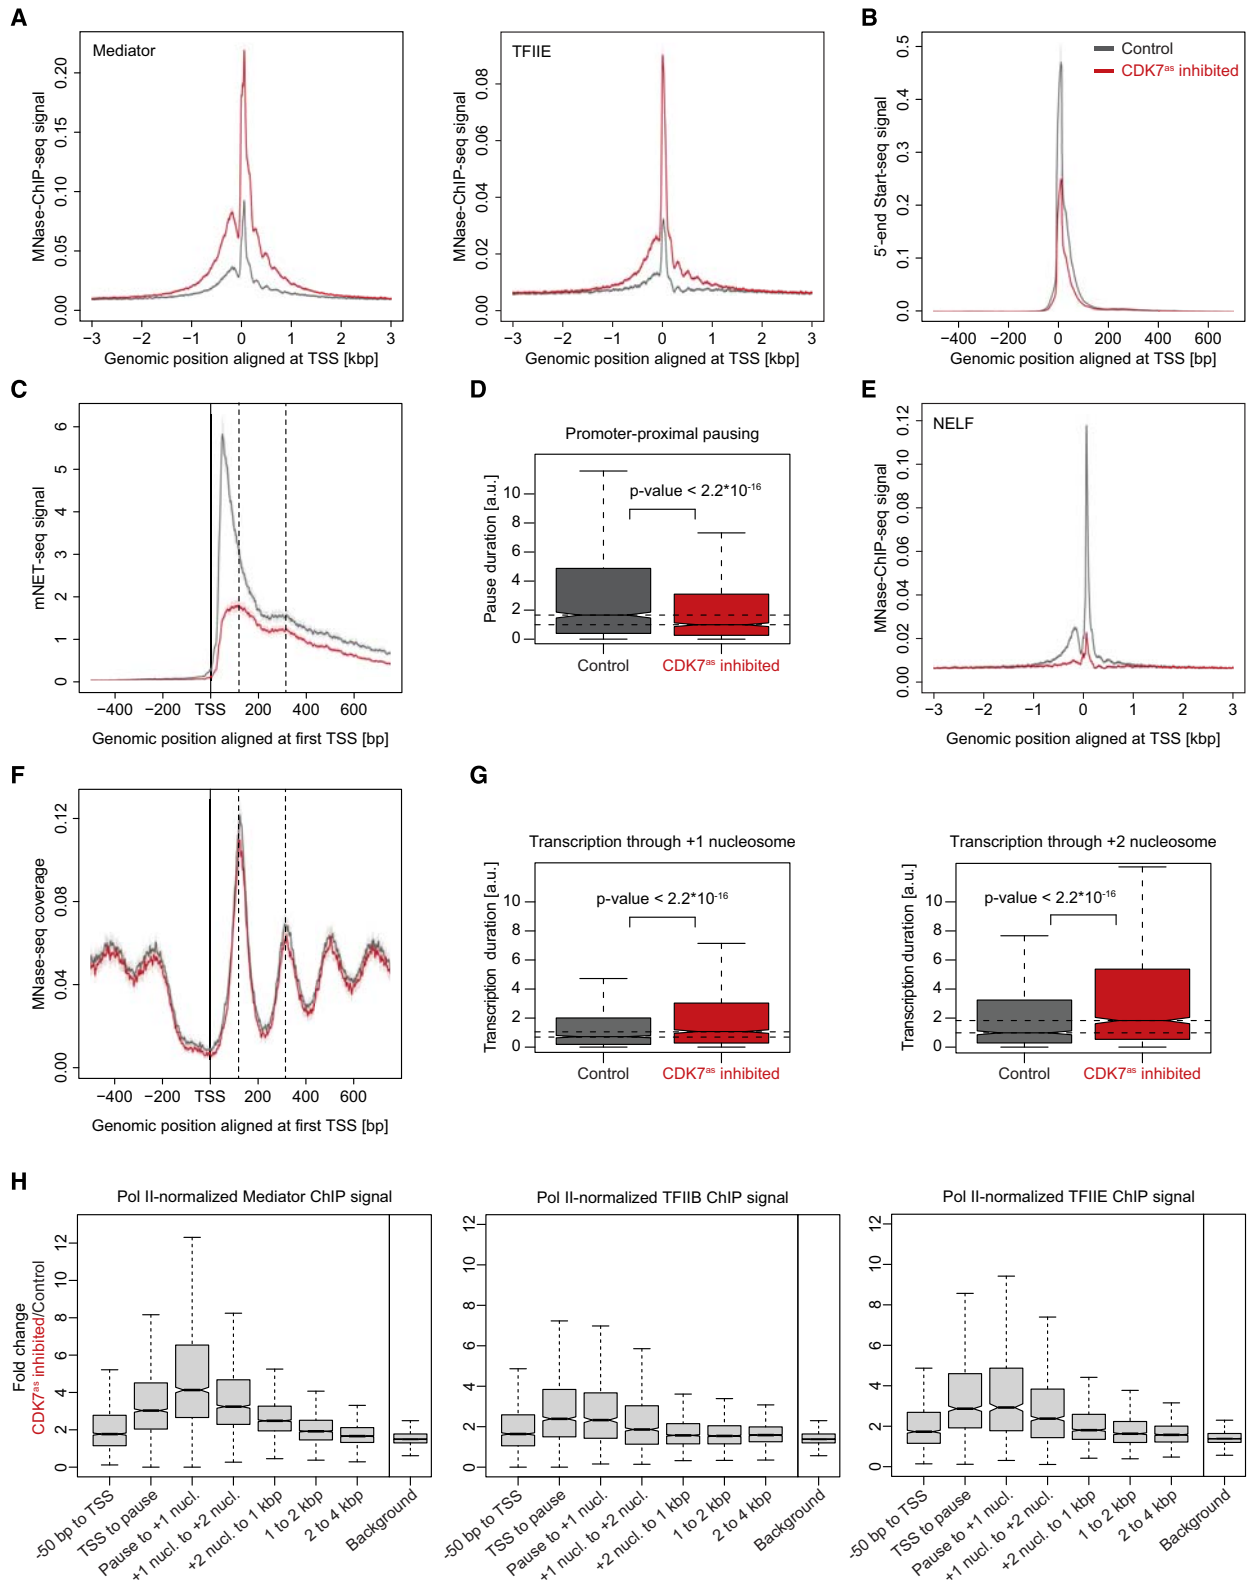 A
Mediator
MNase-ChIP-seq signal
0.00 0.05 0.10 0.15 0.20
−3 −2 −1 0 1 2 3
Genomic position aligned at TSS [kbp]
TFIIE
MNase-ChIP-seq signal
0.00 0.02 0.04 0.06 0.08
−3 −2 −1 0 1 2 3
Genomic position aligned at TSS [kbp]
B
Control
CDK7as inhibited
5'-end Start-seq signal
0.0 0.1 0.2 0.3 0.4 0.5
−400 −200 0 200 400 600
Genomic position aligned at TSS [bp]
C
mNET-seq signal
0 1 2 3 4 5 6
−400 −200 TSS 200 400 600
Genomic position aligned at first TSS [bp]
D
Promoter-proximal pausing
Pause duration [a.u.]
0 2 4 6 8 10
p-value < 2.2*10-16
Control CDK7as inhibited
E
NELF
MNase-ChIP-seq signal
0.00 0.02 0.04 0.06 0.08 0.10 0.12
−3 −2 −1 0 1 2 3
Genomic position aligned at TSS [kbp]
F
MNase-seq coverage
0.00 0.04 0.08 0.12
−400 −200 TSS 200 400 600
Genomic position aligned at first TSS [bp]
G
Transcription through +1 nucleosome
Transcription duration [a.u.]
0 2 4 6 8 10
p-value < 2.2*10-16
Control CDK7as inhibited
Transcription through +2 nucleosome
Transcription duration [a.u.]
0 2 4 6 8 10
p-value < 2.2*10-16
Control CDK7as inhibited
H
Pol II-normalized Mediator ChIP signal
Fold change
CDK7as inhibited/Control
0 2 4 6 8 10 12
-50 bp to TSS
TSS to pause
Pause to +1 nucl.
+1 nucl. to +2 nucl.
+2 nucl. to 1 kbp
1 to 2 kbp
2 to 4 kbp
Background
Pol II-normalized TFIIB ChIP signal
0 2 4 6 8 10 12
-50 bp to TSS
TSS to pause
Pause to +1 nucl.
+1 nucl. to +2 nucl.
+2 nucl. to 1 kbp
1 to 2 kbp
2 to 4 kbp
Background
Pol II-normalized TFIIE ChIP signal
0 2 4 6 8 10 12
-50 bp to TSS
TSS to pause
Pause to +1 nucl.
+1 nucl. to +2 nucl.
+2 nucl. to 1 kbp
1 to 2 kbp
2 to 4 kbp
Background